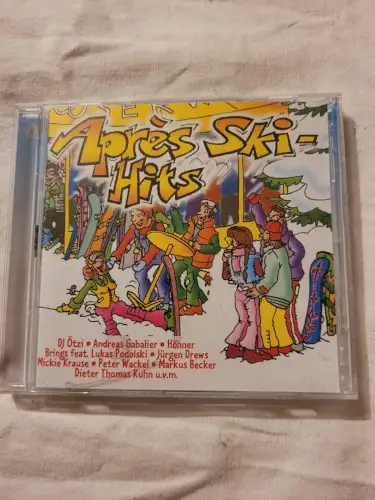 Après Ski-
Hits
DJ Ötzi • Andreas Gabalier • Höhner
Brings feat. Lukas Podolski • Jürgen Drews
Mickie Krause • Peter Wackel • Markus Becker
Dieter Thomas Kuhn u.v.m.